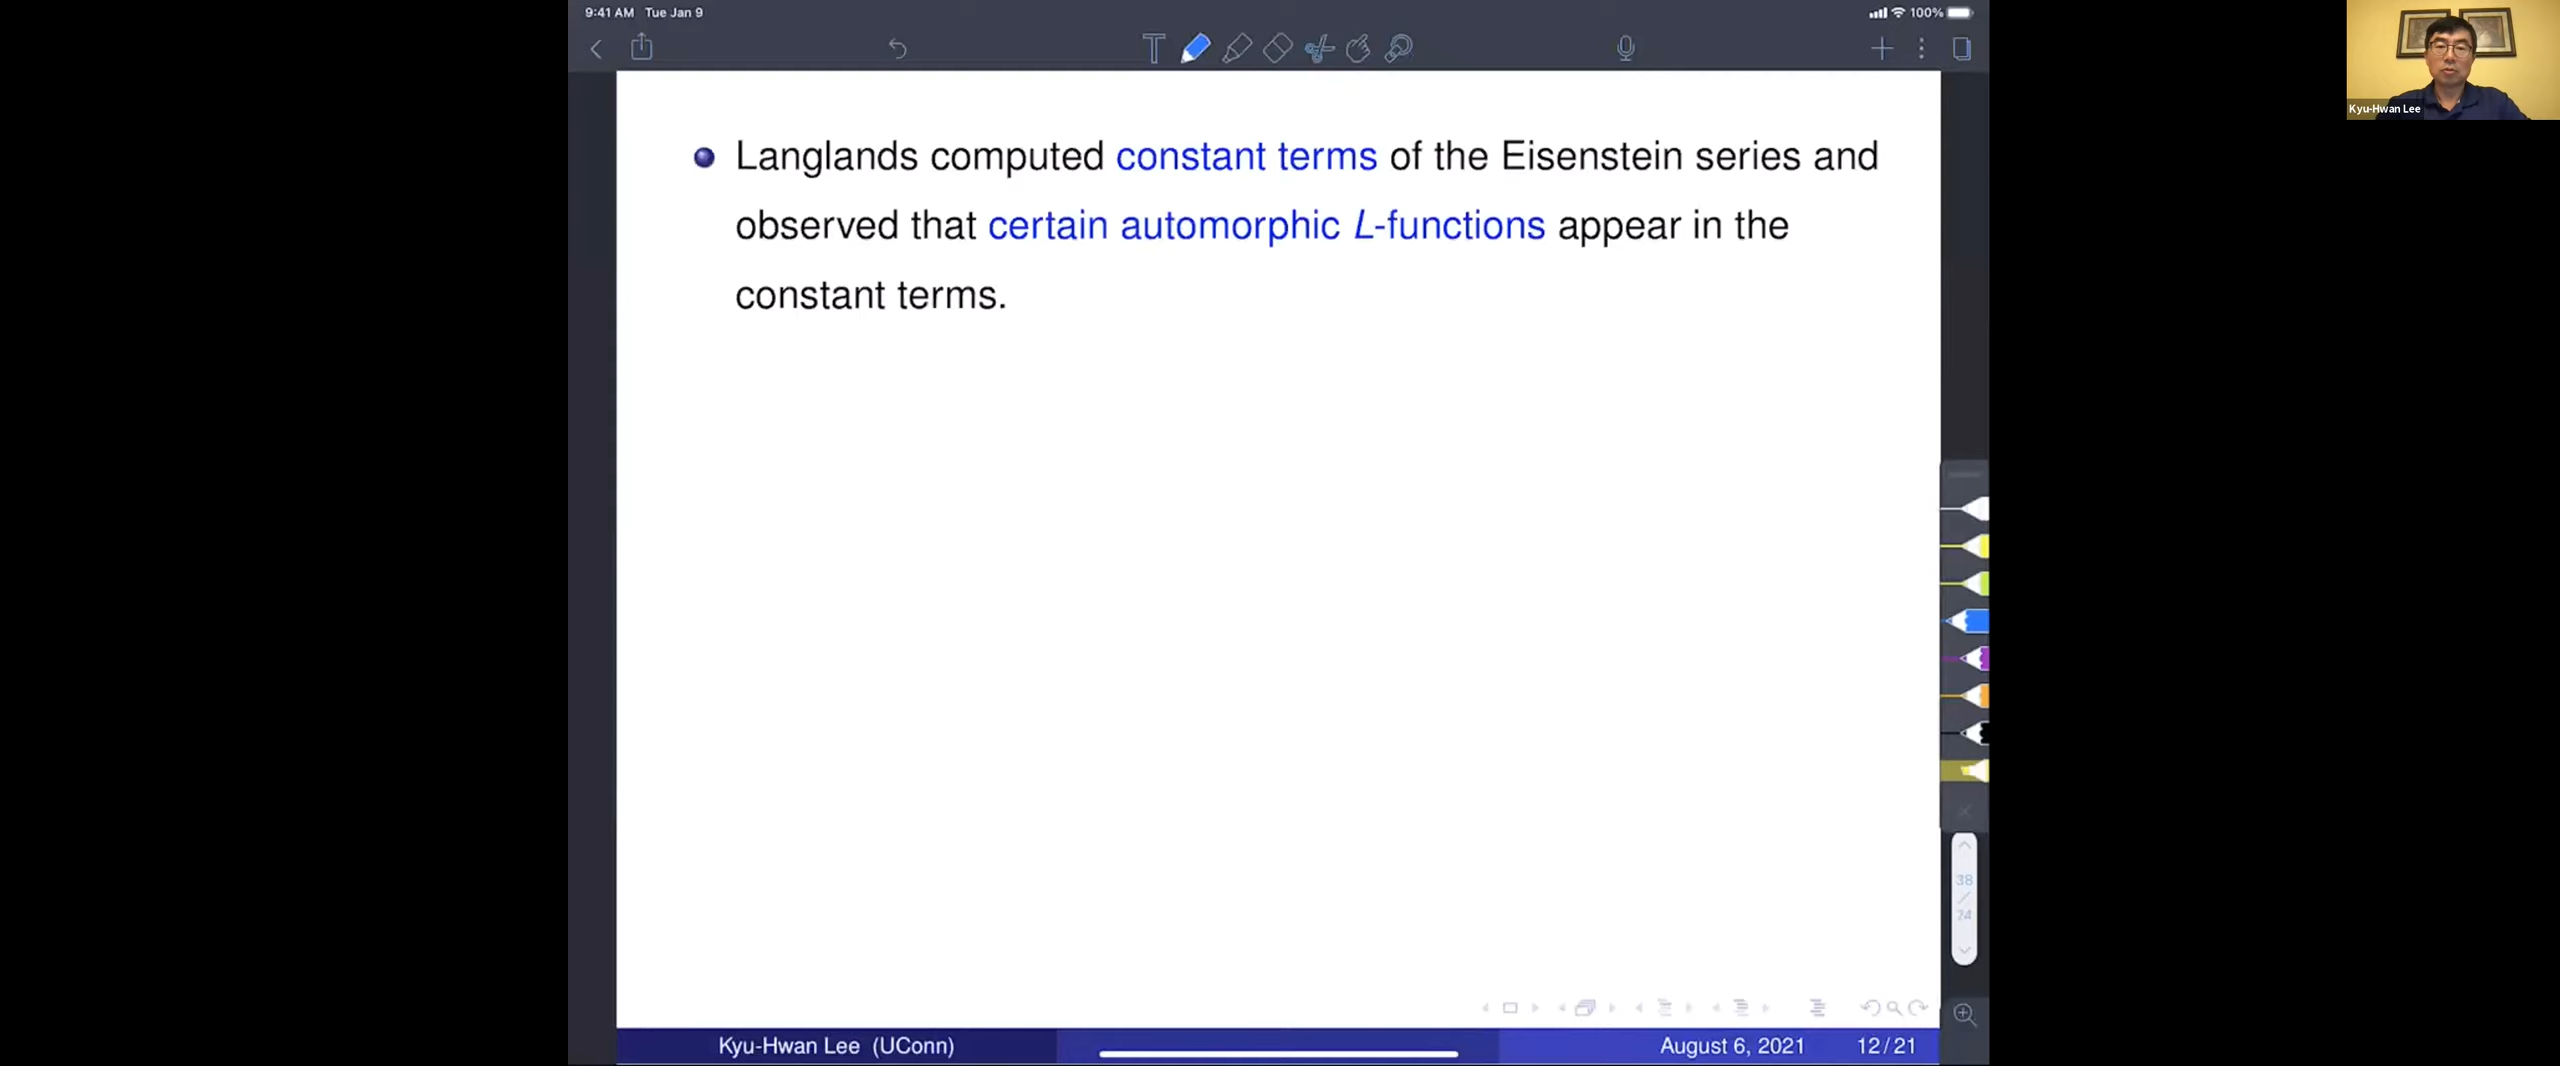 9:41 AM Tue Jan 9
100%
Kyu-Hwan Lee
Langlands computed constant terms of the Eisenstein series and
observed that certain automorphic L-functions appear in the
constant terms.
38
/
74
Kyu-Hwan Lee (UConn)
August 6, 2021
12/21